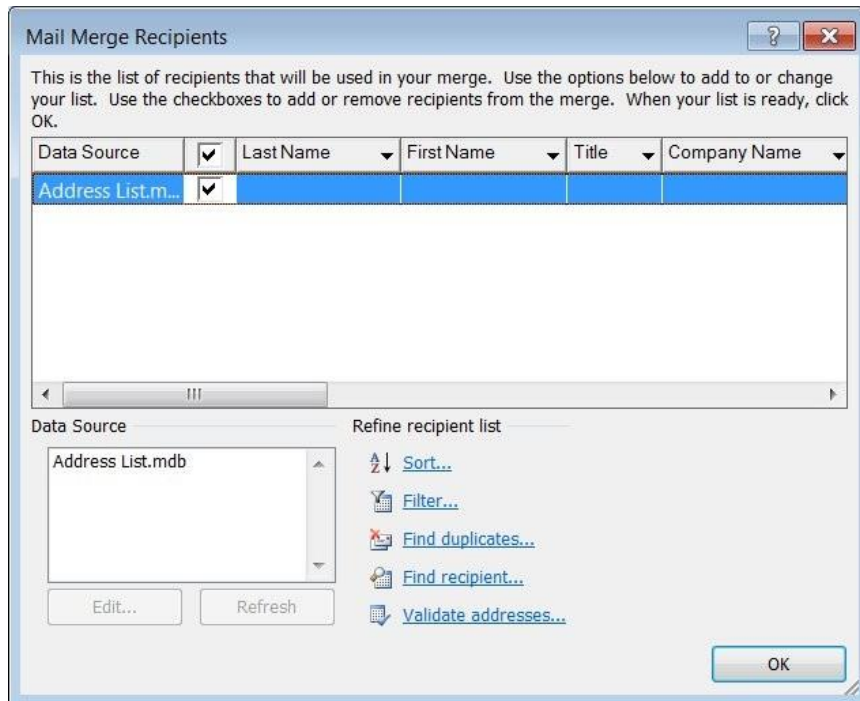 Mail Merge Recipients
This is the list of recipients that will be used in your merge. Use the options below to add to or change
your list. Use the checkboxes to add or remove recipients from the merge. When your list is ready, click
OK.
Data Source Last Name First Name Title Company Name
Address List.m...
Data Source Refine recipient list
Address List.mdb
Sort...
Filter...
Find duplicates...
Find recipient...
Edit... Refresh
Validate addresses...
OK